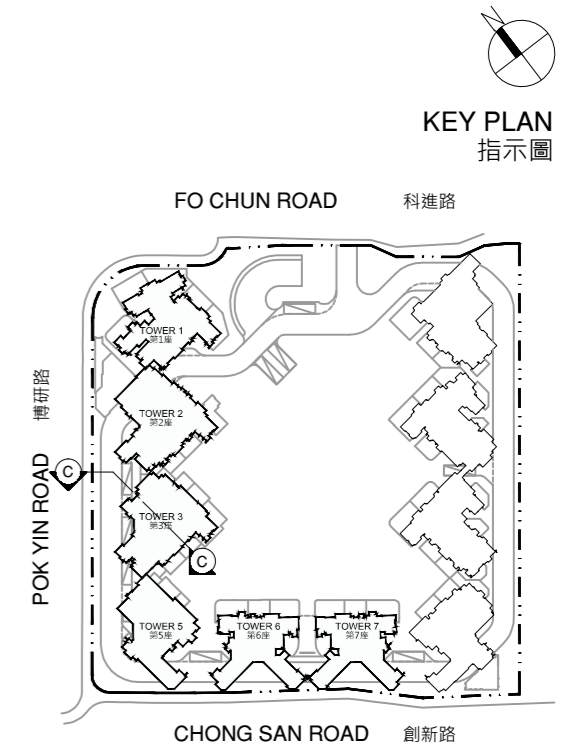 KEY PLAN
指示圖
FO CHUN ROAD 科進路
TOWER 1
第1座
TOWER 2
第2座
TOWER 3
第3座
TOWER 5
第5座
TOWER 6
第6座
TOWER 7
第7座
POK YIN ROAD 博研路
C
C
CHONG SAN ROAD 創新路